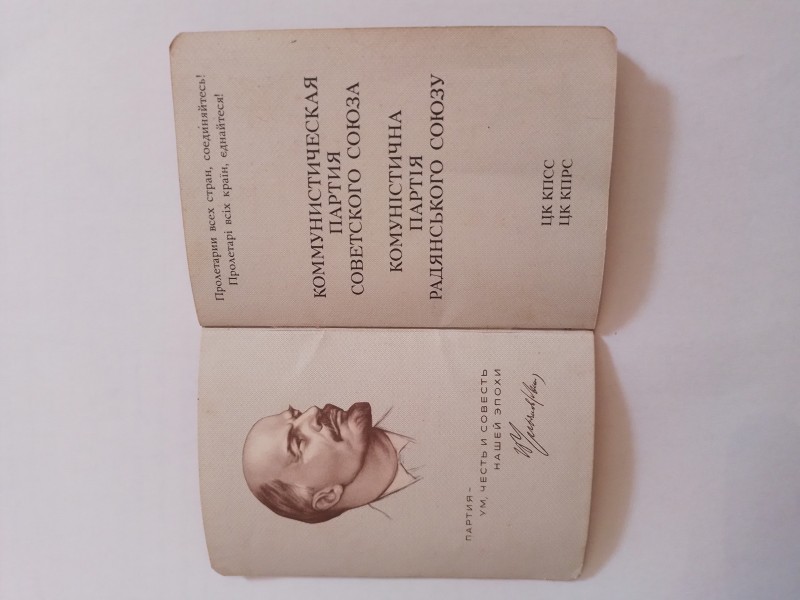 ПАРТИЯ–
УМ, ЧЕСТЬ И СОВЕСТЬ
НАШЕЙ ЭПОХИ
Пролетарии всех стран, соединяйтесь!
Пролетарі всіх країн, єднайтеся!
КОММУНИСТИЧЕСКАЯ
ПАРТИЯ
СОВЕТСКОГО СОЮЗА
КОМУНІСТИЧНА
ПАРТІЯ
РАДЯНСЬКОГО СОЮЗУ
ЦК КПСС
ЦК КПРС